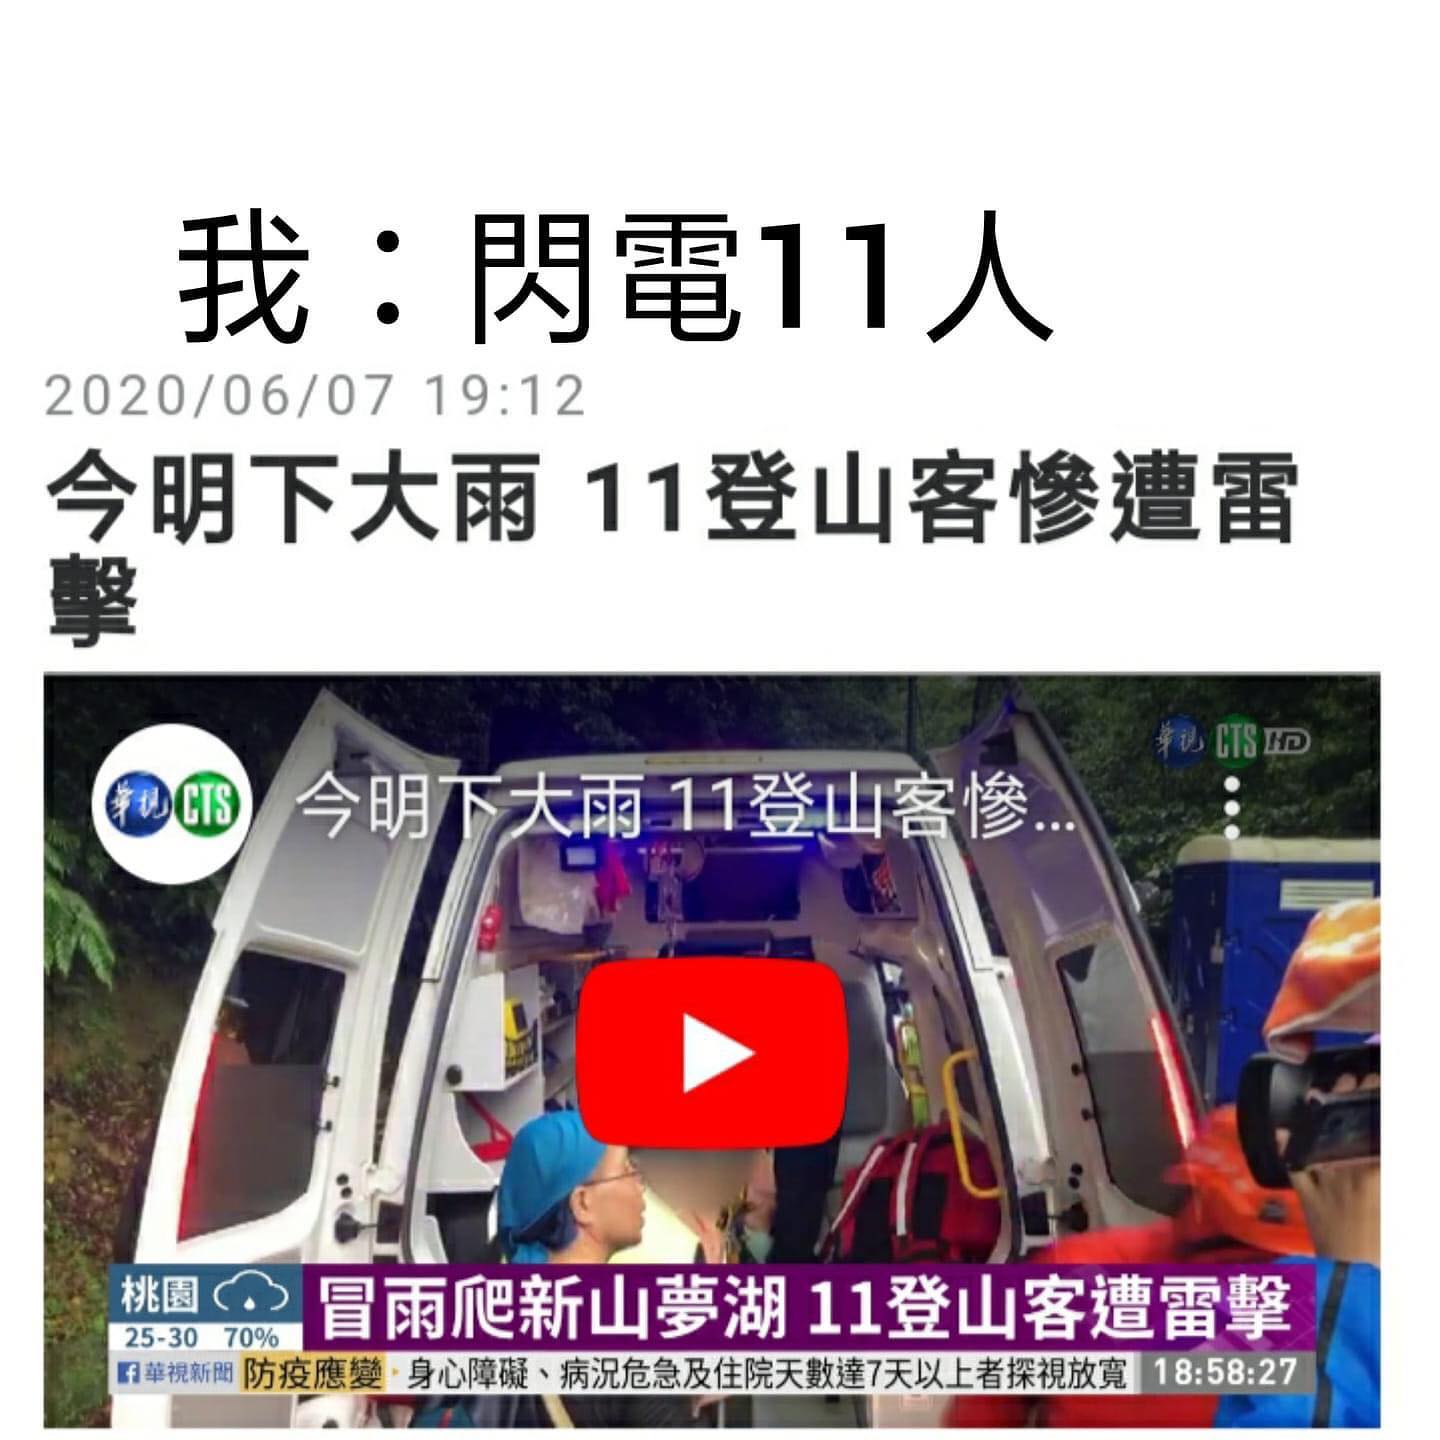 我：閃電11人
2020/06/07 19:12
今明下大雨 11登山客慘遭雷
擊
華視 CTS HD
華視 CTS
今明下大雨 11登山客慘...
桃園
冒雨爬新山夢湖 11登山客遭雷擊
25-30 70%
華視新聞 防疫應變 身心障礙、病況危急及住院天數達7天以上者探視放寬 18:58:27